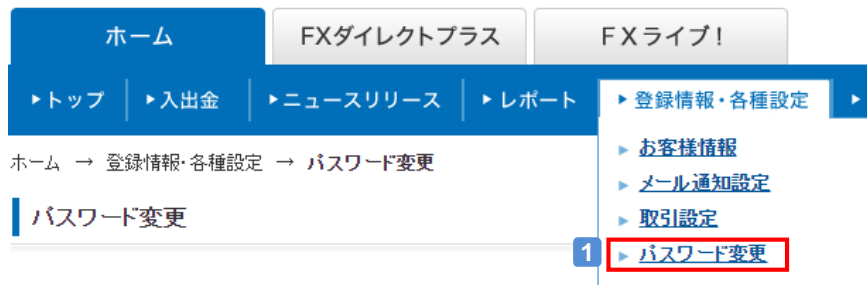 ホーム FXダイレクトプラス FXライブ!
▶トップ ▶入出金 ▶ニュースリリース ▶レポート ▶登録情報・各種設定 ▶
▶お客様情報
ホーム → 登録情報・各種設定 → パスワード変更
▶メール通知設定
パスワード変更
▶取引設定
1 ▶パスワード変更